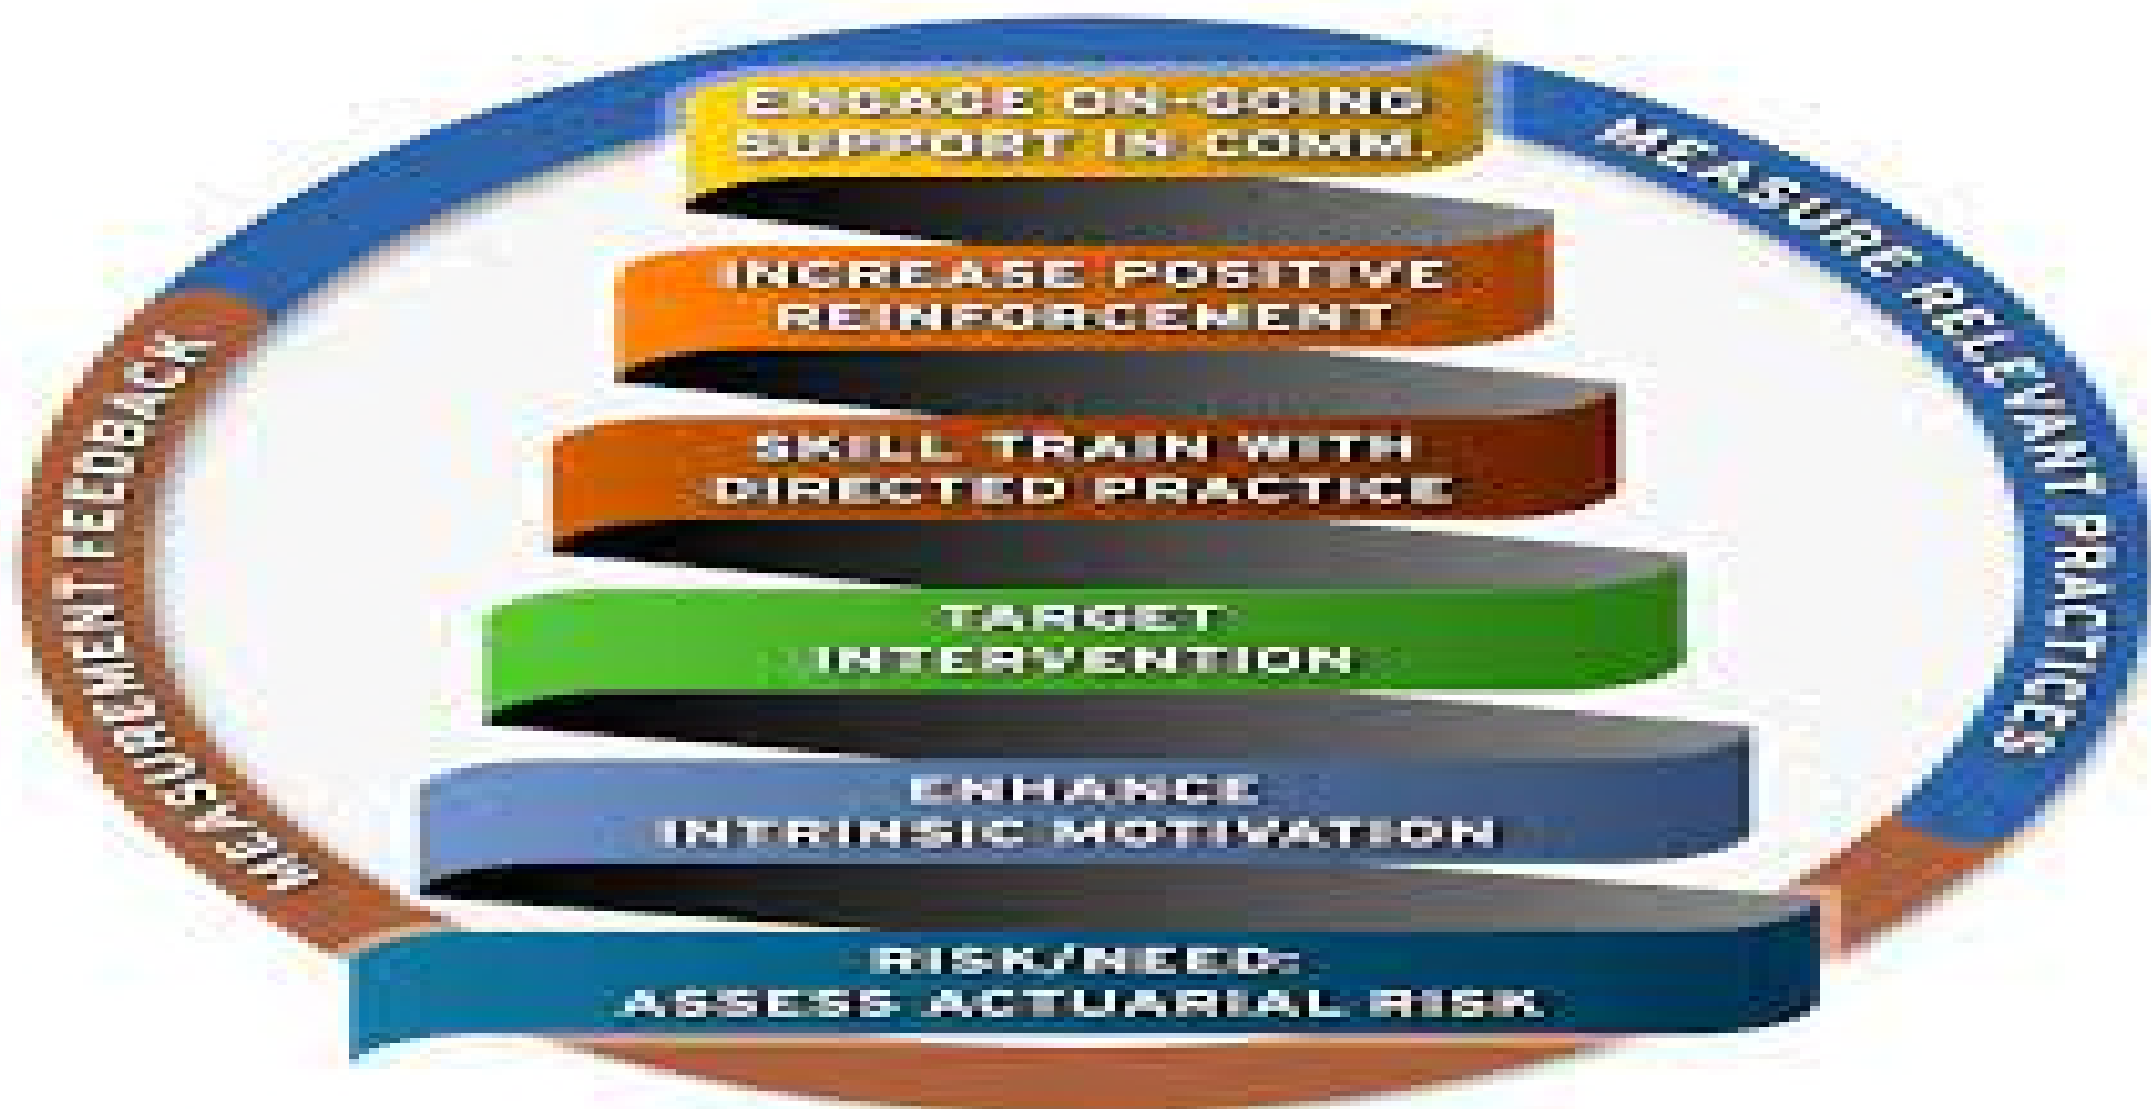 ENGAGE ON-GOING
SUPPORT IN COMM.
INCREASE POSITIVE
REINFORCEMENT
SKILL TRAIN WITH
DIRECTED PRACTICE
TARGET
INTERVENTION
ENHANCE
INTRINSIC MOTIVATION
RISK/NEED:
ASSESS ACTUARIAL RISK
MEASURE RELEVANT PRACTICES
MEASUREMENT FEEDBACK